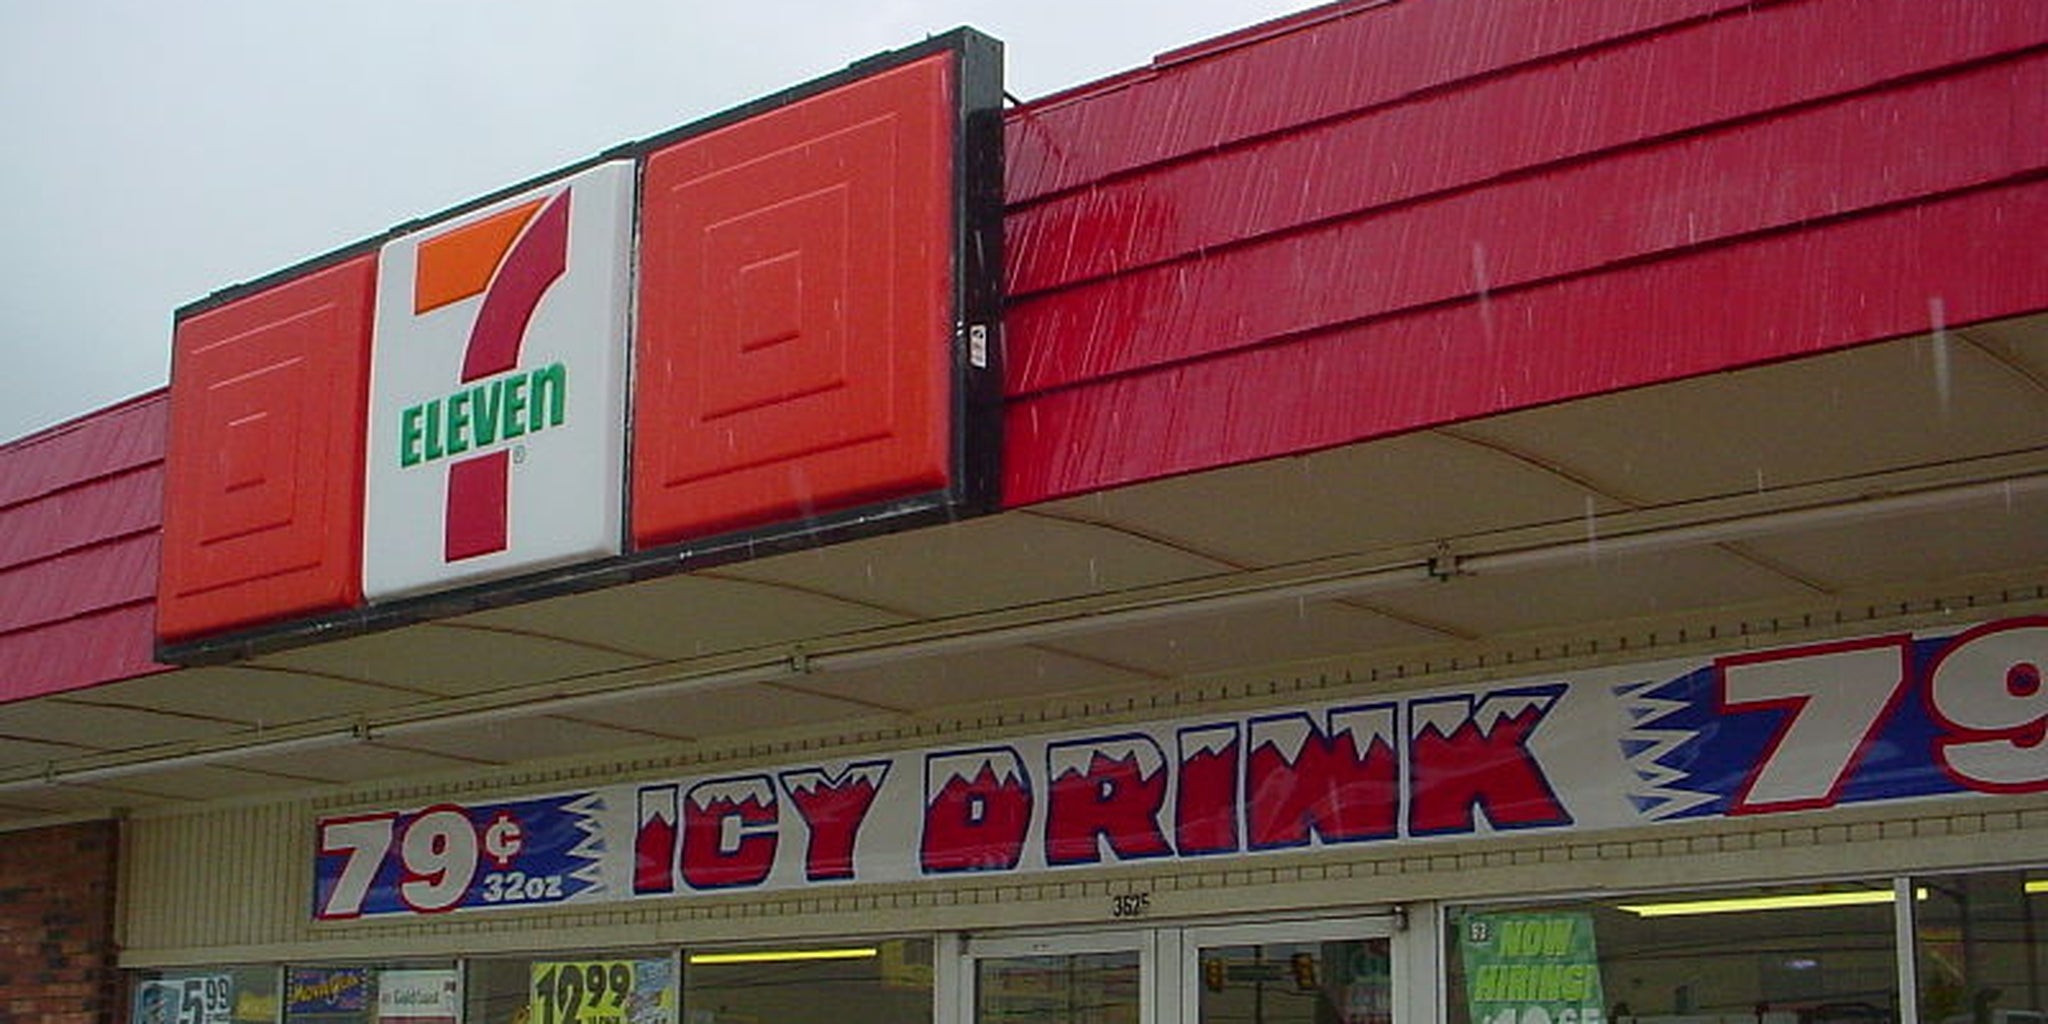 7
ELEVEn
®
79¢
32oz
ICY DRINK
79
3625
5.99
12.99
NOW
HIRING!